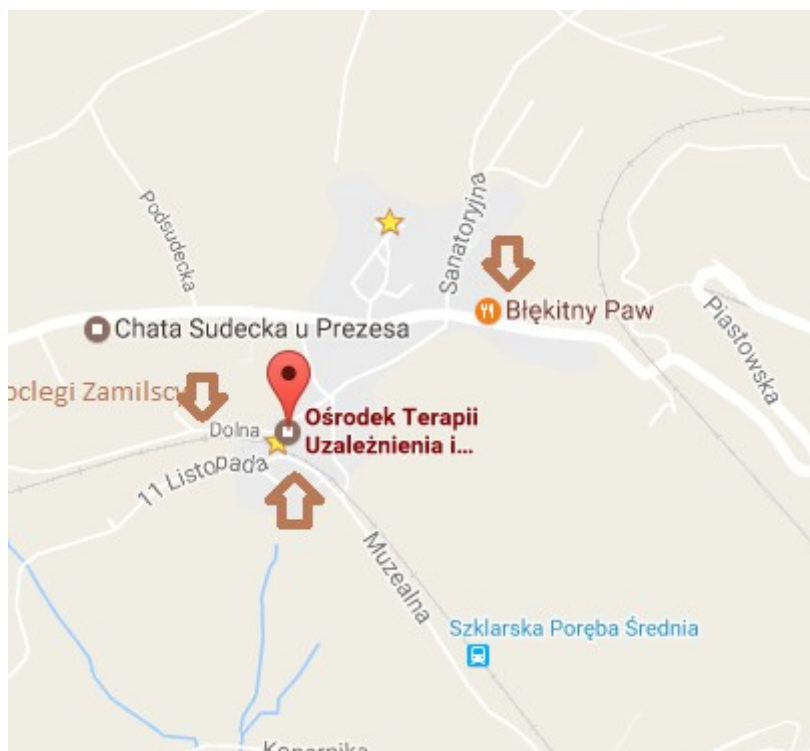 Podsudecka
Sanatoryjna
Błękitny Paw
Piastowska
Chata Sudecka u Prezesa
Zamilscy
Dolna
Ośrodek Terapii
Uzależnienia i...
11 Listopada
Muzealna
Szklarska Poręba Średnia